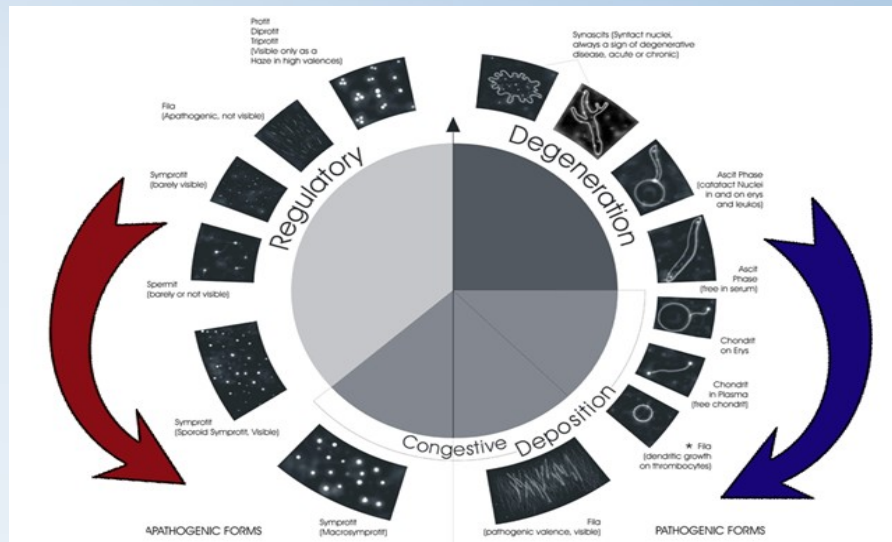 Protit
Diprotit
Triprotit
(Visible only as a
Haze in high valences)
Fila
(Apathogenic, not visible)
Symprotit
(barely visible)
Spermit
(barely or not visible)
Symprotit
(Sporoid Symprotit, Visible)
Symprotit
(Macrosymprotit)
APATHOGENIC FORMS
Regulatory
Congestive
Deposition
Degeneration
Synascits (Syntact nuclei,
always a sign of degenerative
disease, acute or chronic)
Ascit Phase
(catatact Nuclei
in and on erys
and leukos)
Ascit
Phase
(free in serum)
Chondrit
on Erys
Chondrit
in Plasma
(free chondrit)
* Fila
(dendritic growth
on thrombocytes)
Fila
(pathogenic valence, visible)
PATHOGENIC FORMS